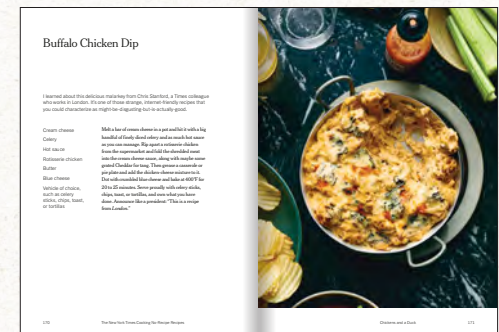 Buffalo Chicken Dip
I learned about this delicious malarkey from Chris Stanford, a Times colleague
who works in London. It's one of those strange, internet-friendly recipes that
you could characterize as might-be-disgusting-but-is-actually-good.
Cream cheese
Celery
Hot sauce
Rotisserie chicken
Butter
Blue cheese
Vehicle of choice,
such as celery
sticks, chips, toast,
or tortillas
Melt a bar of cream cheese in a pot and hit it with a big
handful of finely diced celery and as much hot sauce
as you can manage. Rip apart a rotisserie chicken
from the supermarket and fold the shredded meat
into the cream cheese sauce, along with maybe some
grated Cheddar for tang. Then grease a casserole or
pie plate and add the chicken-cheese mixture to it.
Dot with crumbled blue cheese and bake at 400°F for
20 to 25 minutes. Serve proudly with celery sticks,
chips, toast, or tortillas, and own what you have
done. Announce like a president: "This is a recipe
from London."
170
The New York Times Cooking No-Recipe Recipes
Chickens and a Duck
171